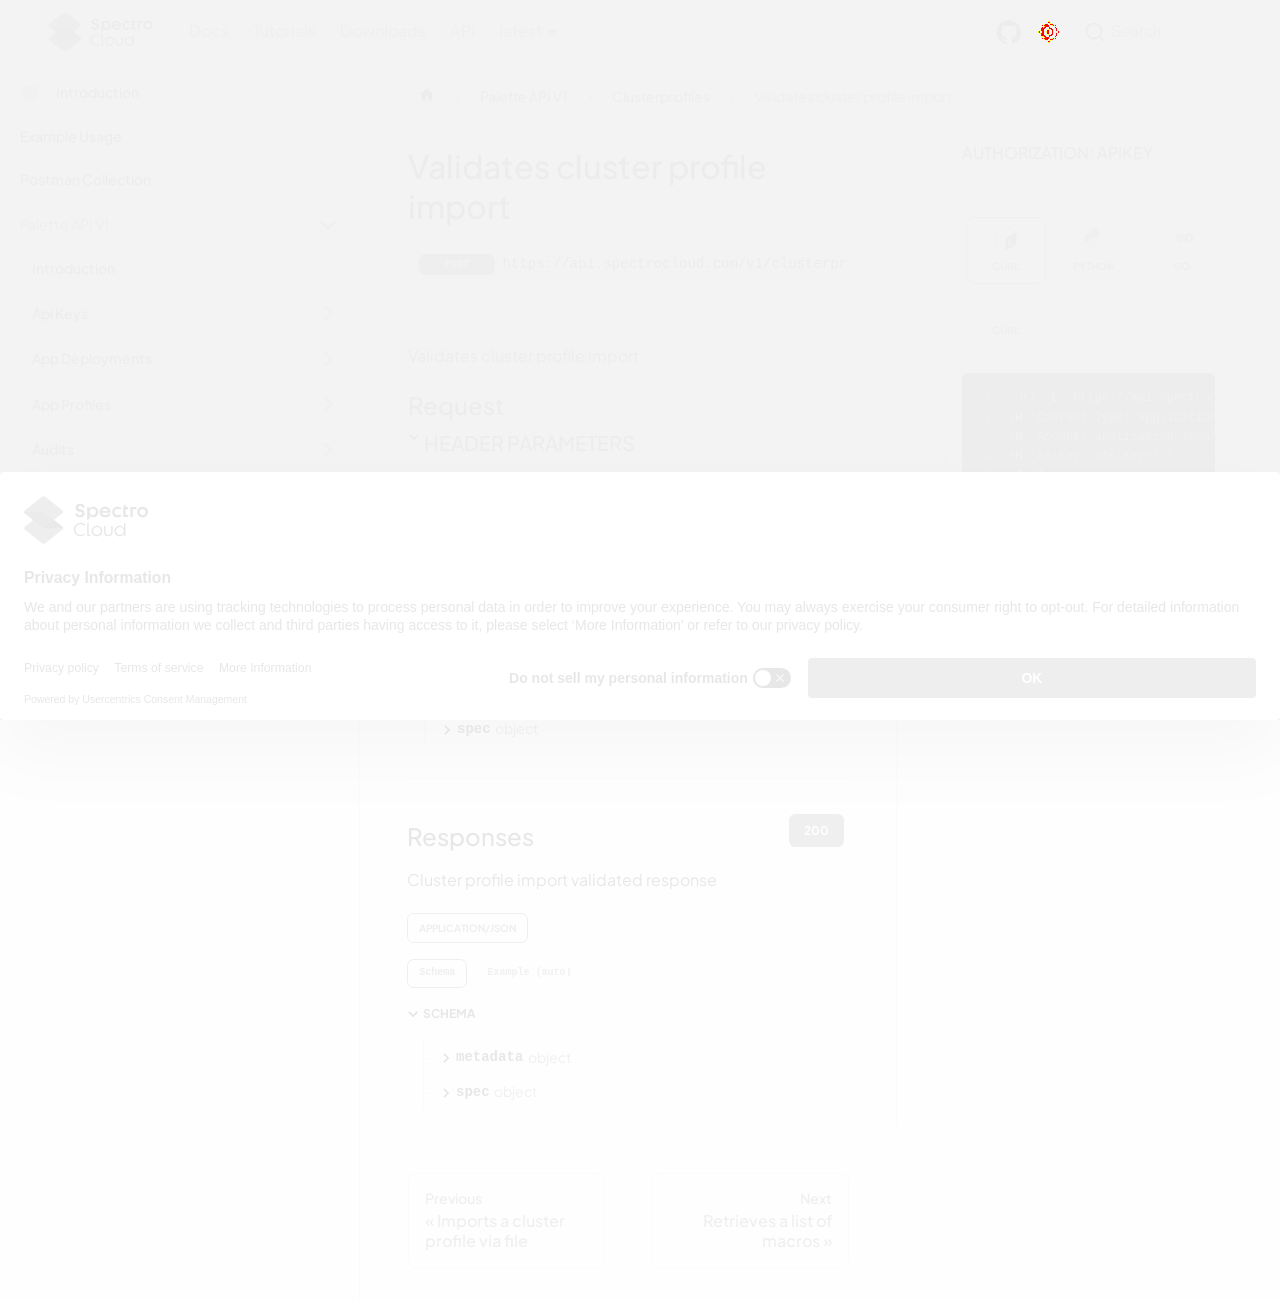 Spectro Cloud
Docs Tutorials Downloads API latest
Search
Introduction
Palette API V1 Clusterprofiles Validates cluster profile import
Example Usage
Postman Collection
Palette API V1
Introduction
Api Keys
App Deployments
App Profiles
Audits
Validates cluster profile
import
POST https://api.spectrocloud.com/v1/clusterpr
Validates cluster profile import
Request
HEADER PARAMETERS
AUTHORIZATION: APIKEY
CURL PYTHON GO
CURL
Spectro Cloud
Privacy Information
We and our partners are using tracking technologies to process personal data in order to improve your experience. You may always exercise your consumer right to opt-out. For detailed information
about personal information we collect and third parties having access to it, please select ‘More Information’ or refer to our privacy policy.
Privacy policy Terms of service More Information
Do not sell my personal information
OK
Powered by Usercentrics Consent Management
spec object
Responses
200
Cluster profile import validated response
APPLICATION/JSON
Schema Example (auto)
SCHEMA
metadata object
spec object
Previous
« Imports a cluster
profile via file
Next
Retrieves a list of
macros »